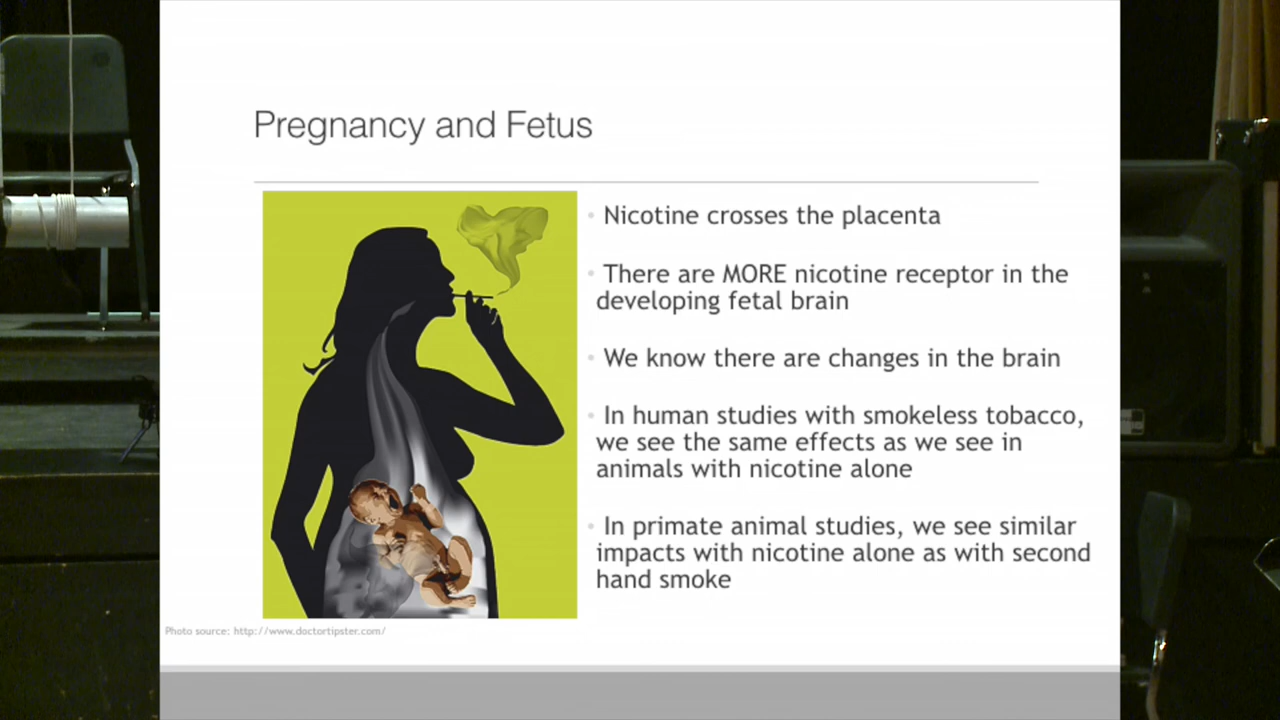 Pregnancy and Fetus
• Nicotine crosses the placenta
• There are MORE nicotine receptor in the
developing fetal brain
• We know there are changes in the brain
• In human studies with smokeless tobacco,
we see the same effects as we see in
animals with nicotine alone
• In primate animal studies, we see similar
impacts with nicotine alone as with second
hand smoke
Photo source: http://www.doctortipster.com/